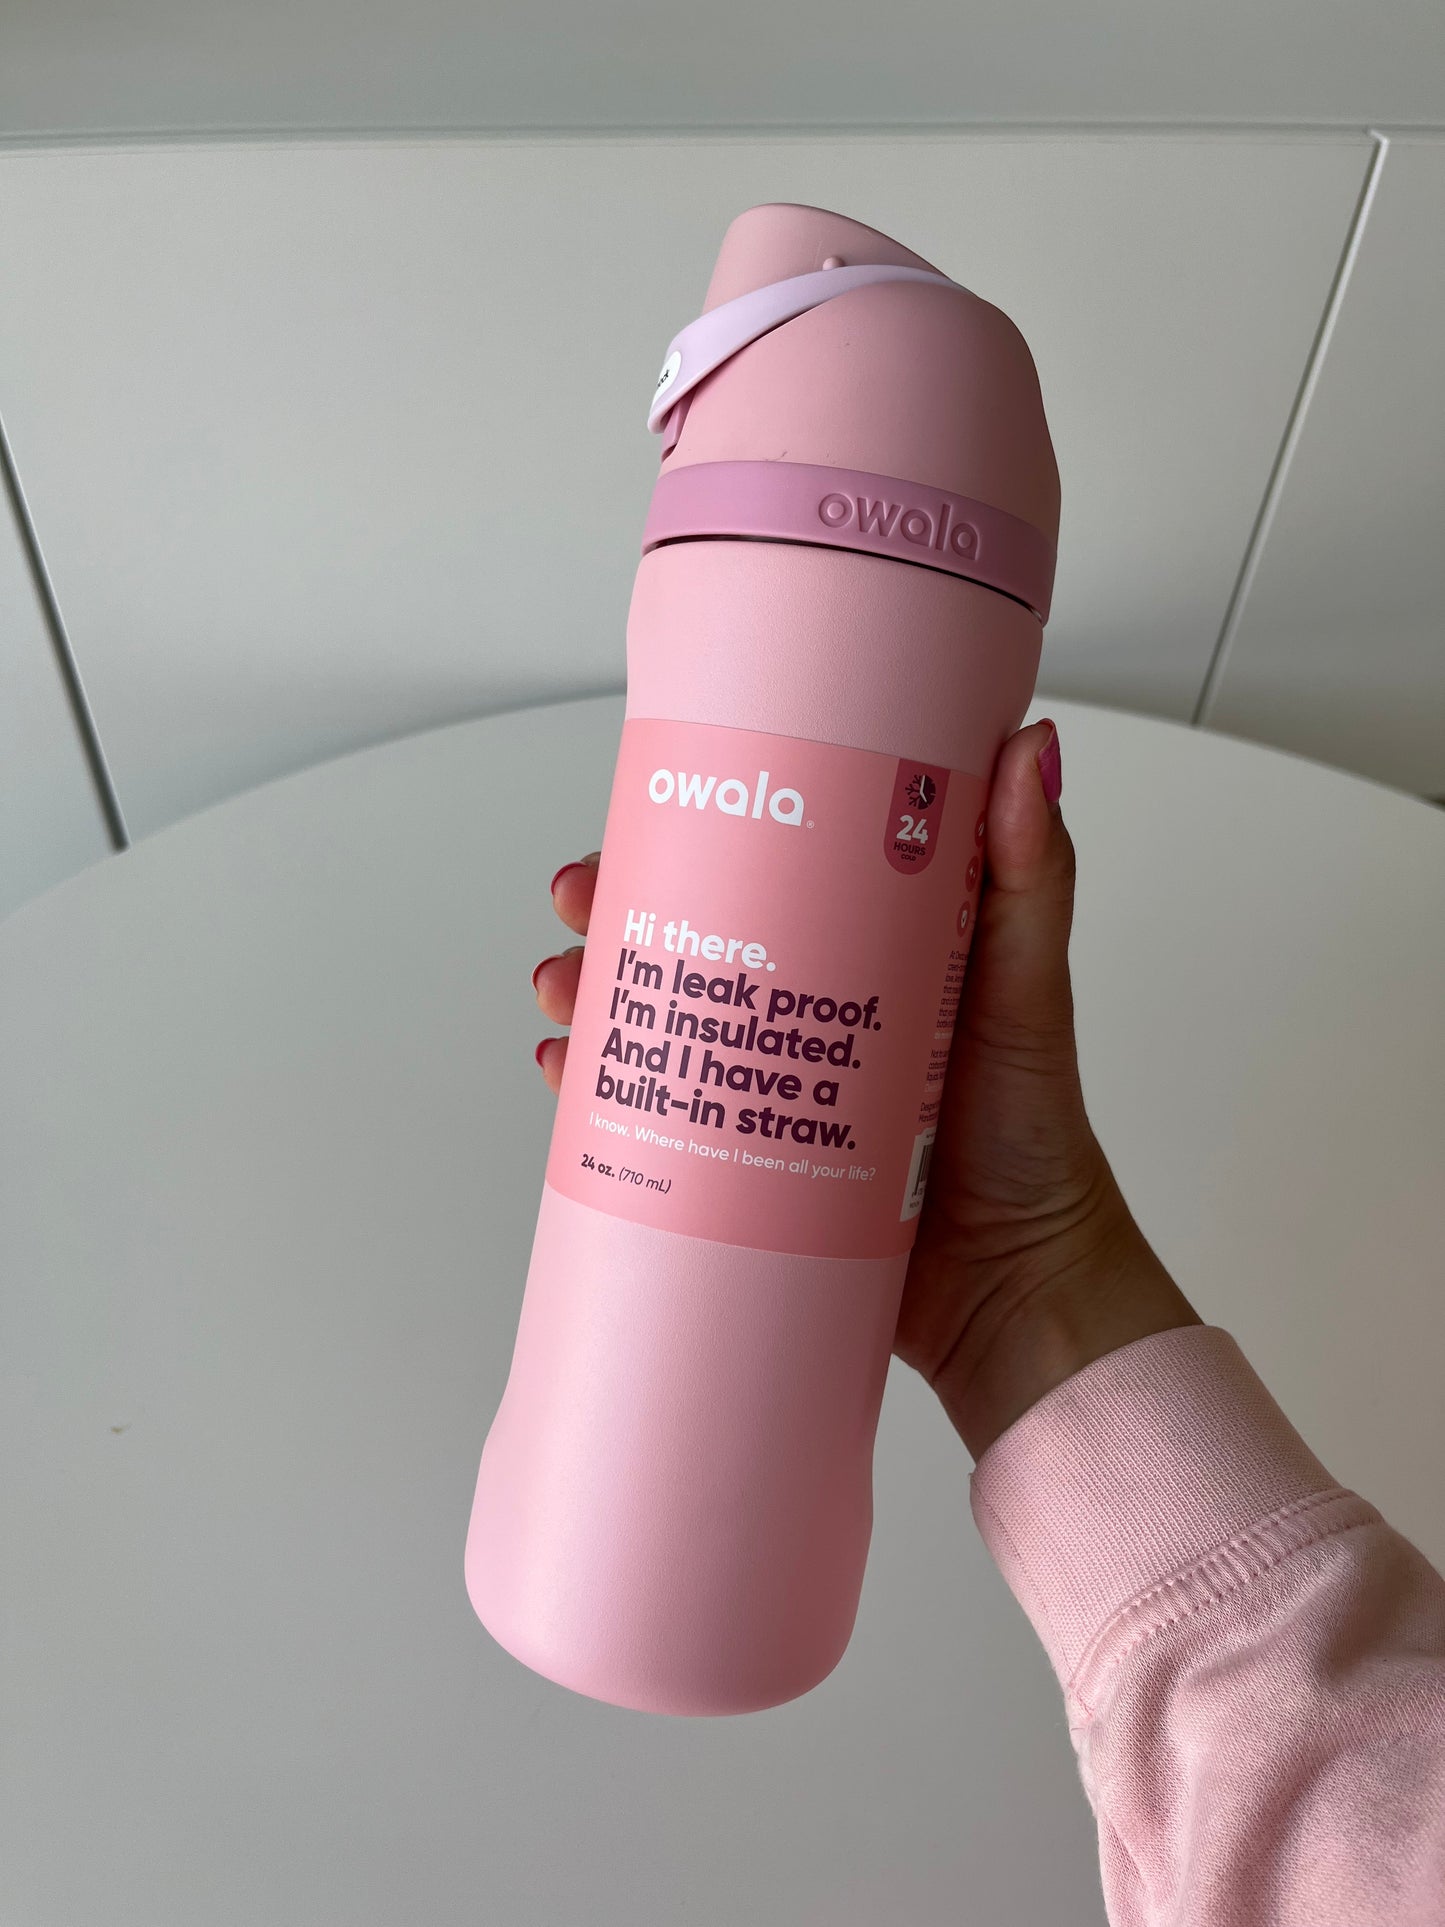 owala
owala®
24
HOURS
COLD
Hi there.
I'm leak proof.
I'm insulated.
And I have a
built-in straw.
I know. Where have I been all your life?
24 oz. (710 mL)